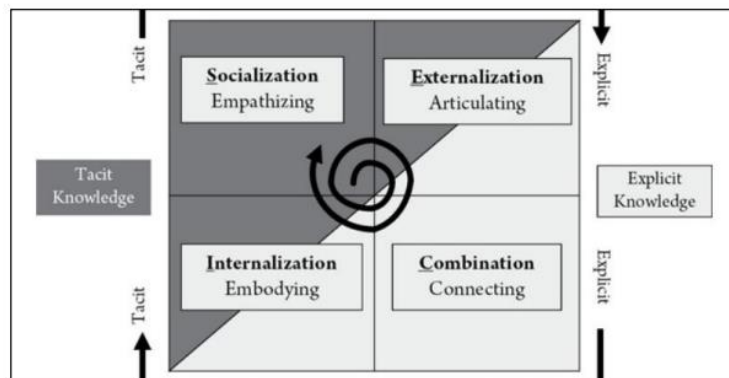 Tacit
Explicit
Socialization
Empathizing
Externalization
Articulating
Tacit
Knowledge
Explicit
Knowledge
Internalization
Embodying
Combination
Connecting
Tacit
Explicit